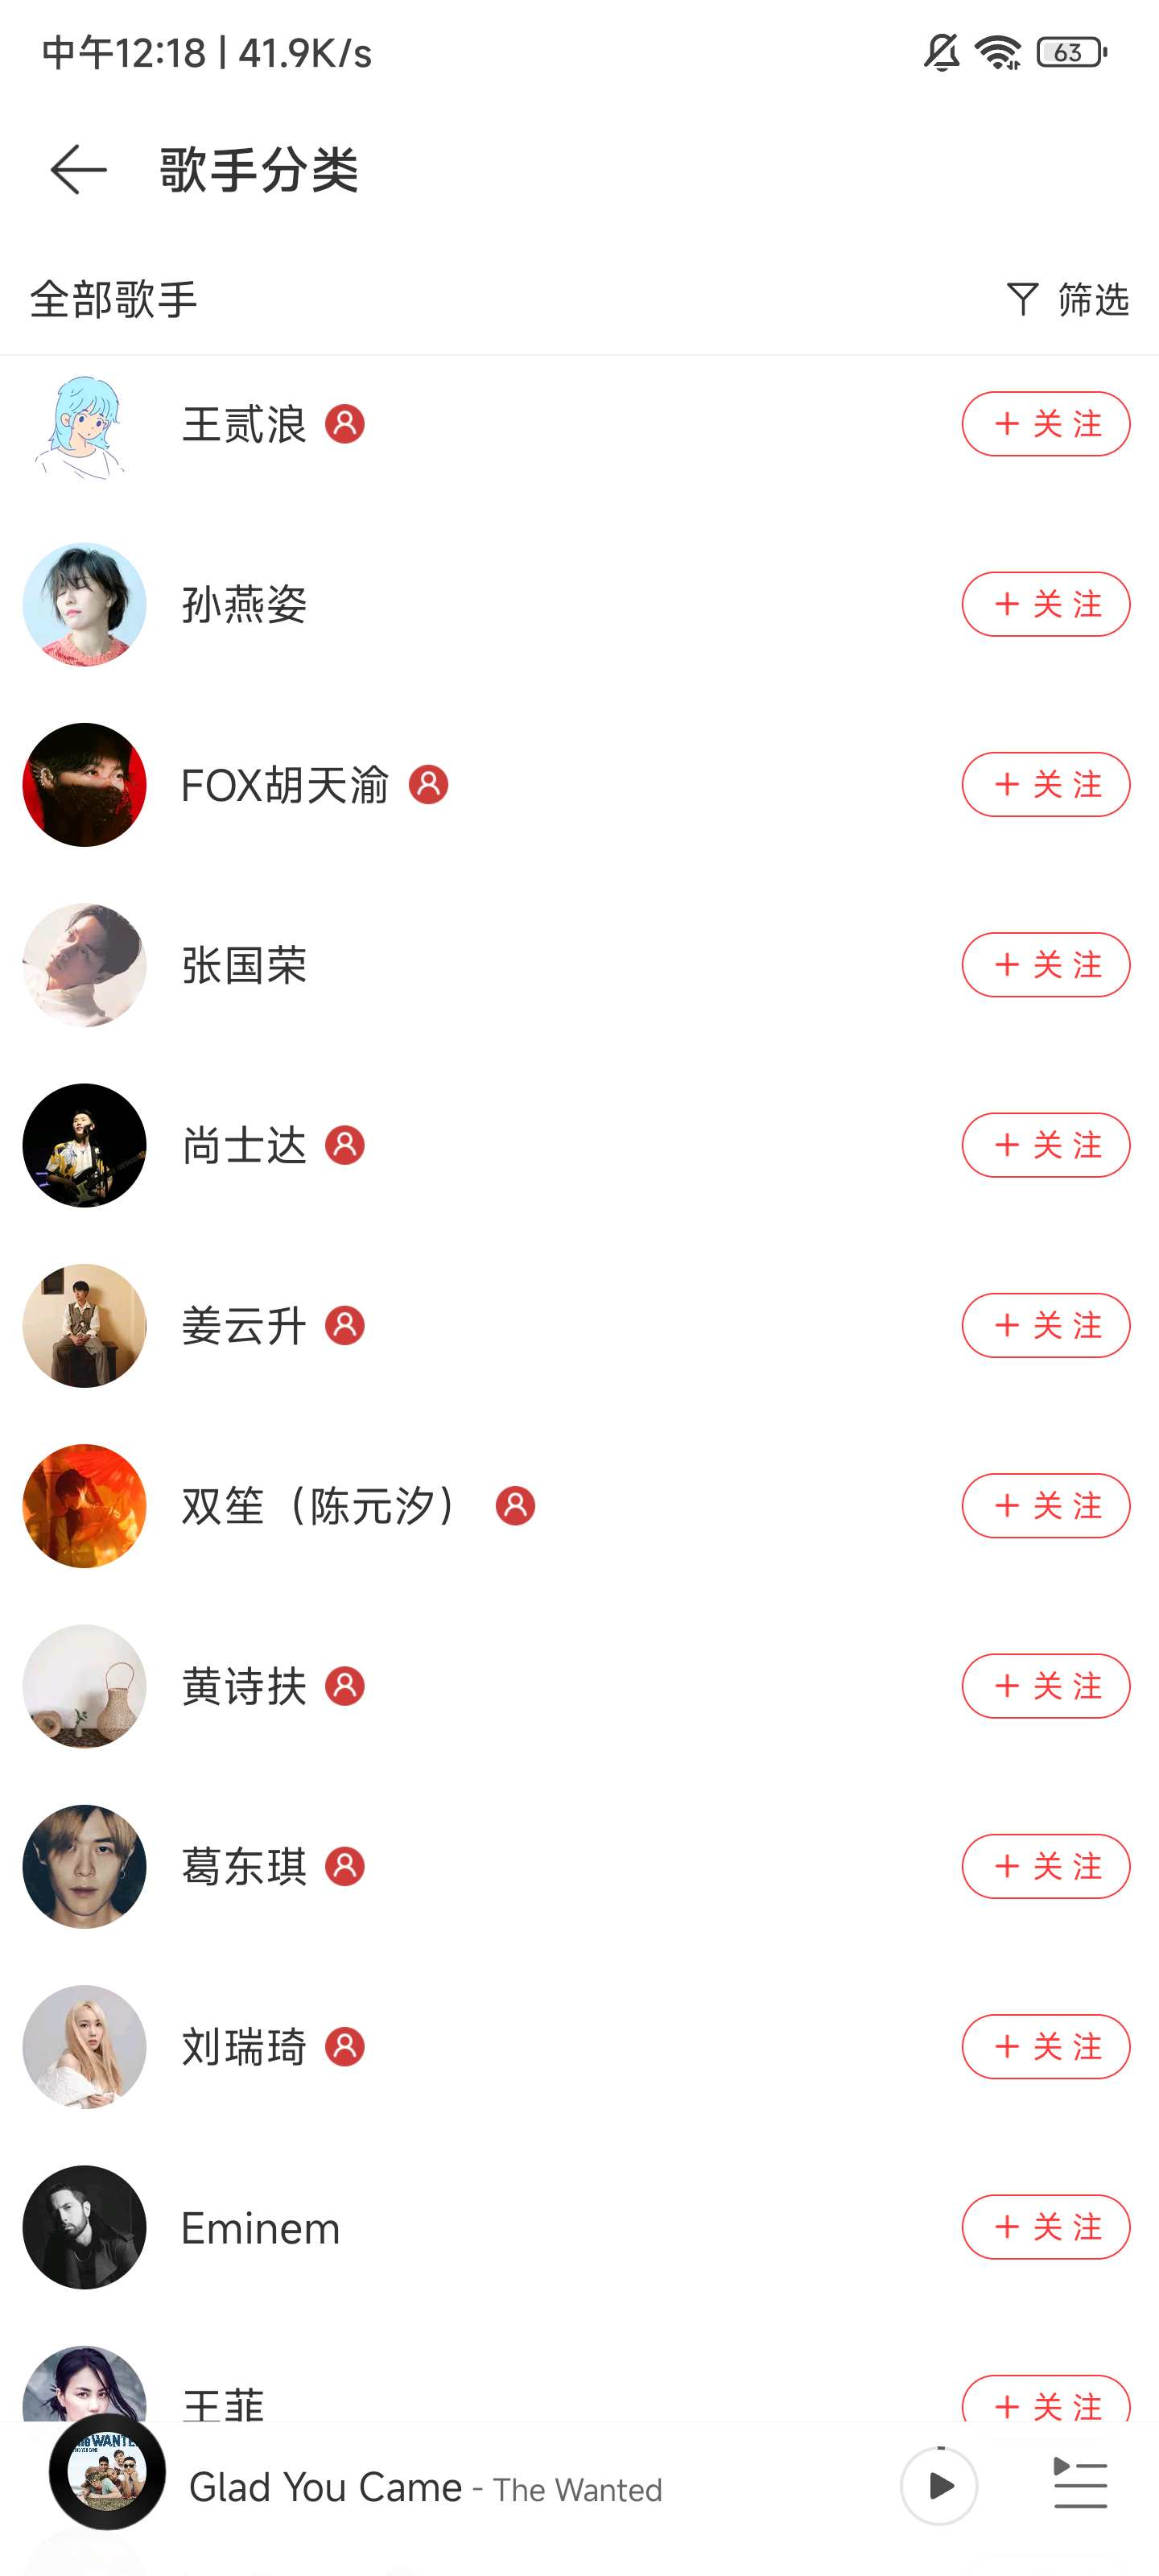 中午12:18 | 41.9K/s
63
歌手分类
全部歌手
筛选
王贰浪
+ 关注
孙燕姿
+ 关注
FOX胡天渝
+ 关注
张国荣
+ 关注
尚士达
+ 关注
姜云升
+ 关注
双笙（陈元汐）
+ 关注
黄诗扶
+ 关注
葛东琪
+ 关注
刘瑞琦
+ 关注
Eminem
+ 关注
王菲
+ 关注
Glad You Came - The Wanted